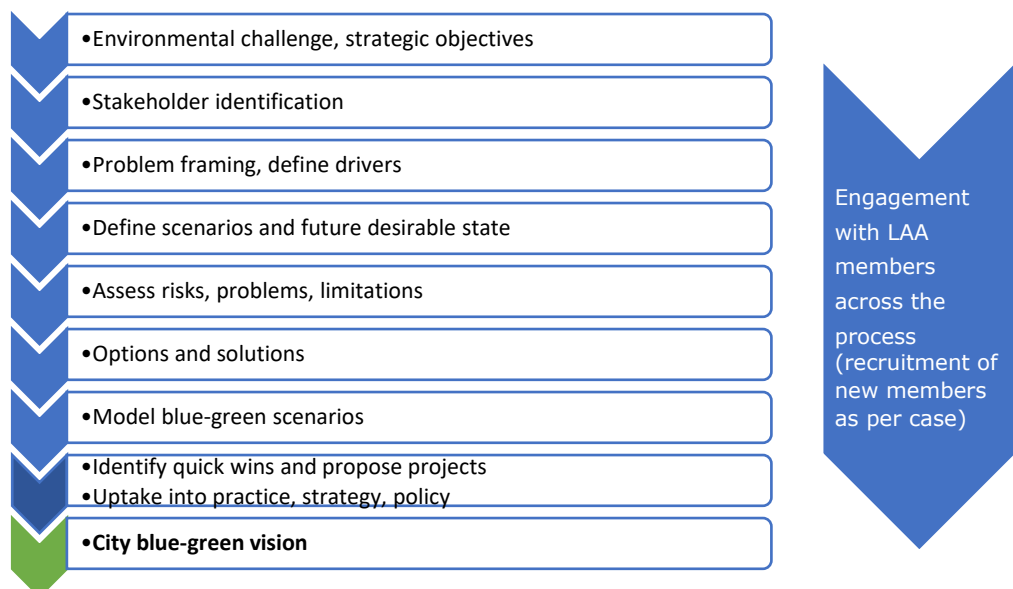 •Environmental challenge, strategic objectives
•Stakeholder identification
•Problem framing, define drivers
•Define scenarios and future desirable state
•Assess risks, problems, limitations
•Options and solutions
•Model blue-green scenarios
•Identify quick wins and propose projects
•Uptake into practice, strategy, policy
•City blue-green vision
Engagement
with LAA
members
across the
process
(recruitment of
new members
as per case)